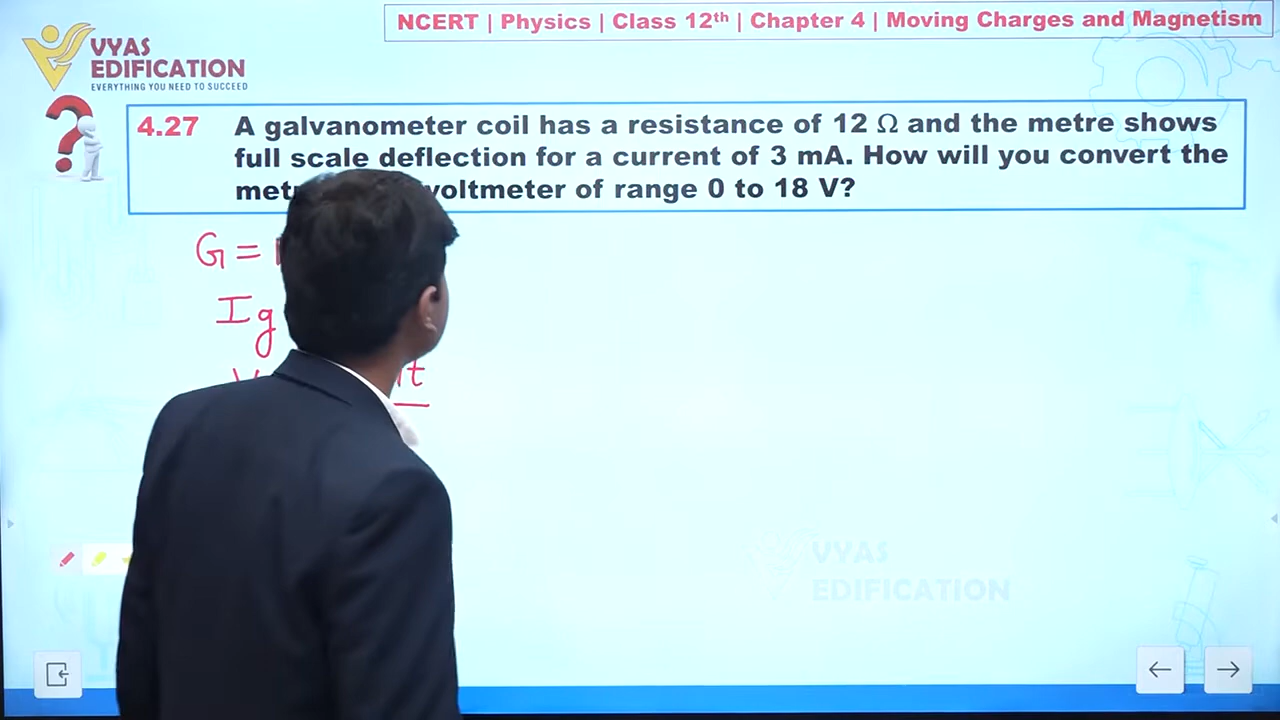 NCERT | Physics | Class 12th | Chapter 4 | Moving Charges and Magnetism
VYAS
EDIFICATION
EVERYTHING YOU NEED TO SUCCEED
4.27 A galvanometer coil has a resistance of 12 Ω and the metre shows
full scale deflection for a current of 3 mA. How will you convert the
voltmeter of range 0 to 18 V?
G =
Ig
VYAS
EDIFICATION